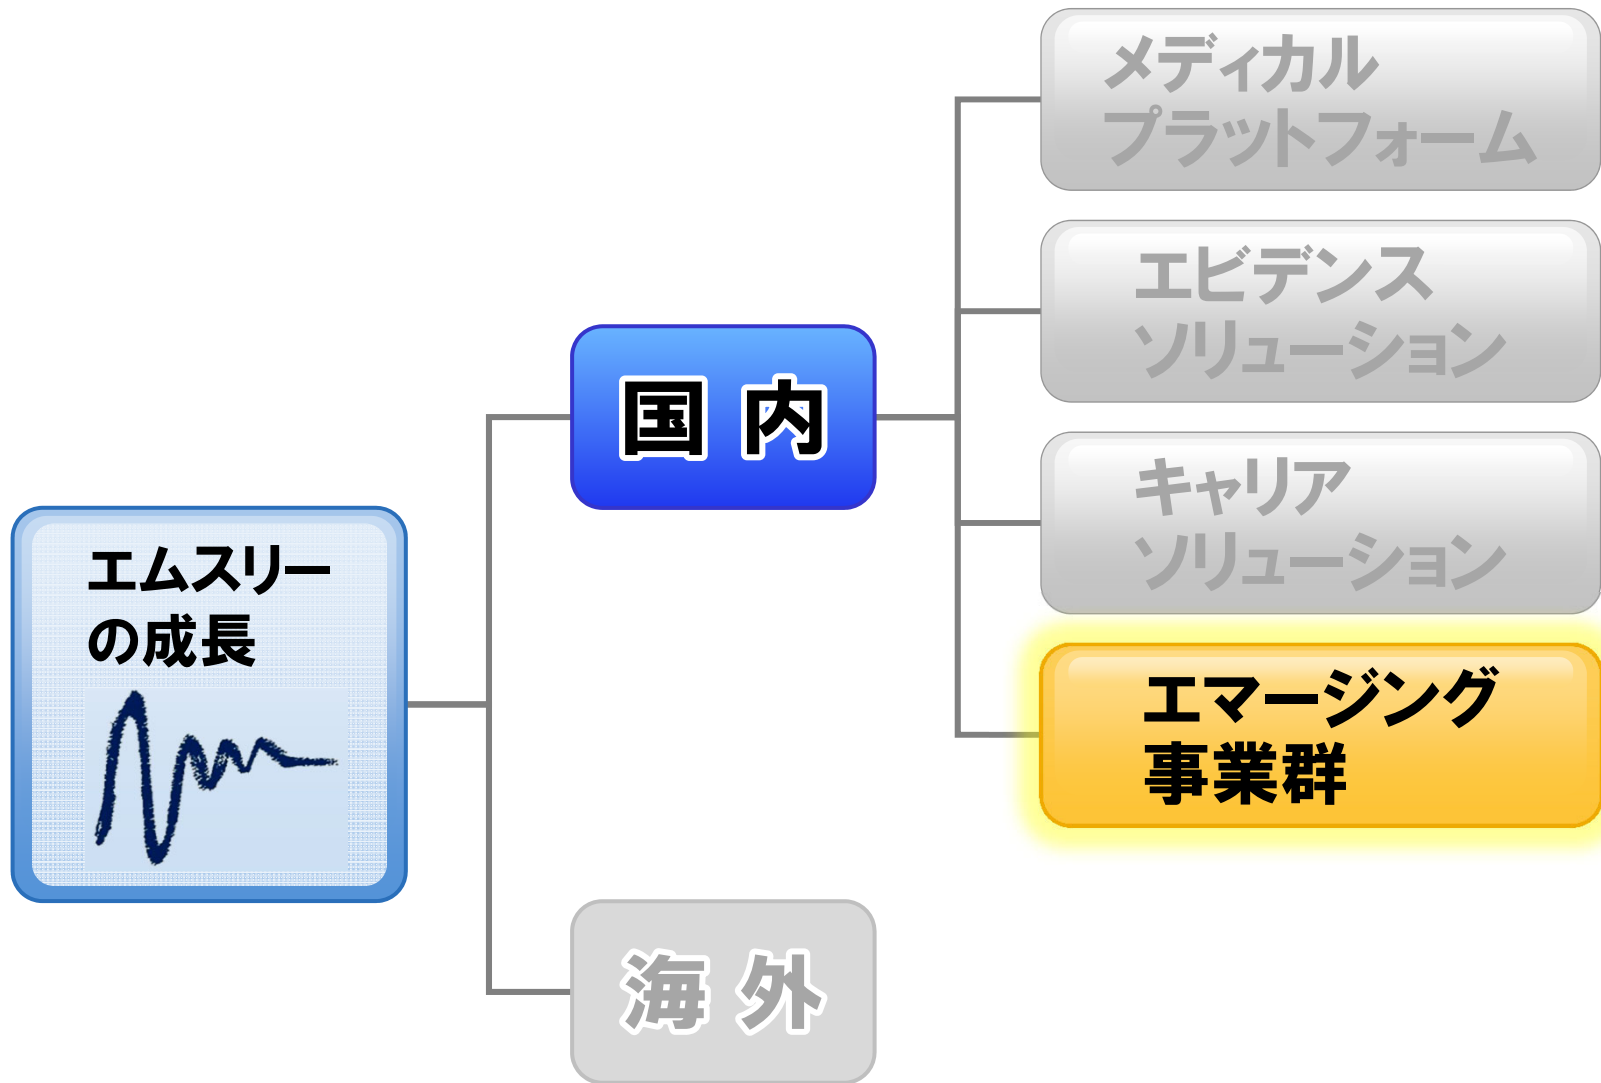 エムスリー
の成長
国 内
海 外
メディカル
プラットフォーム
エビデンス
ソリューション
キャリア
ソリューション
エマージング
事業群